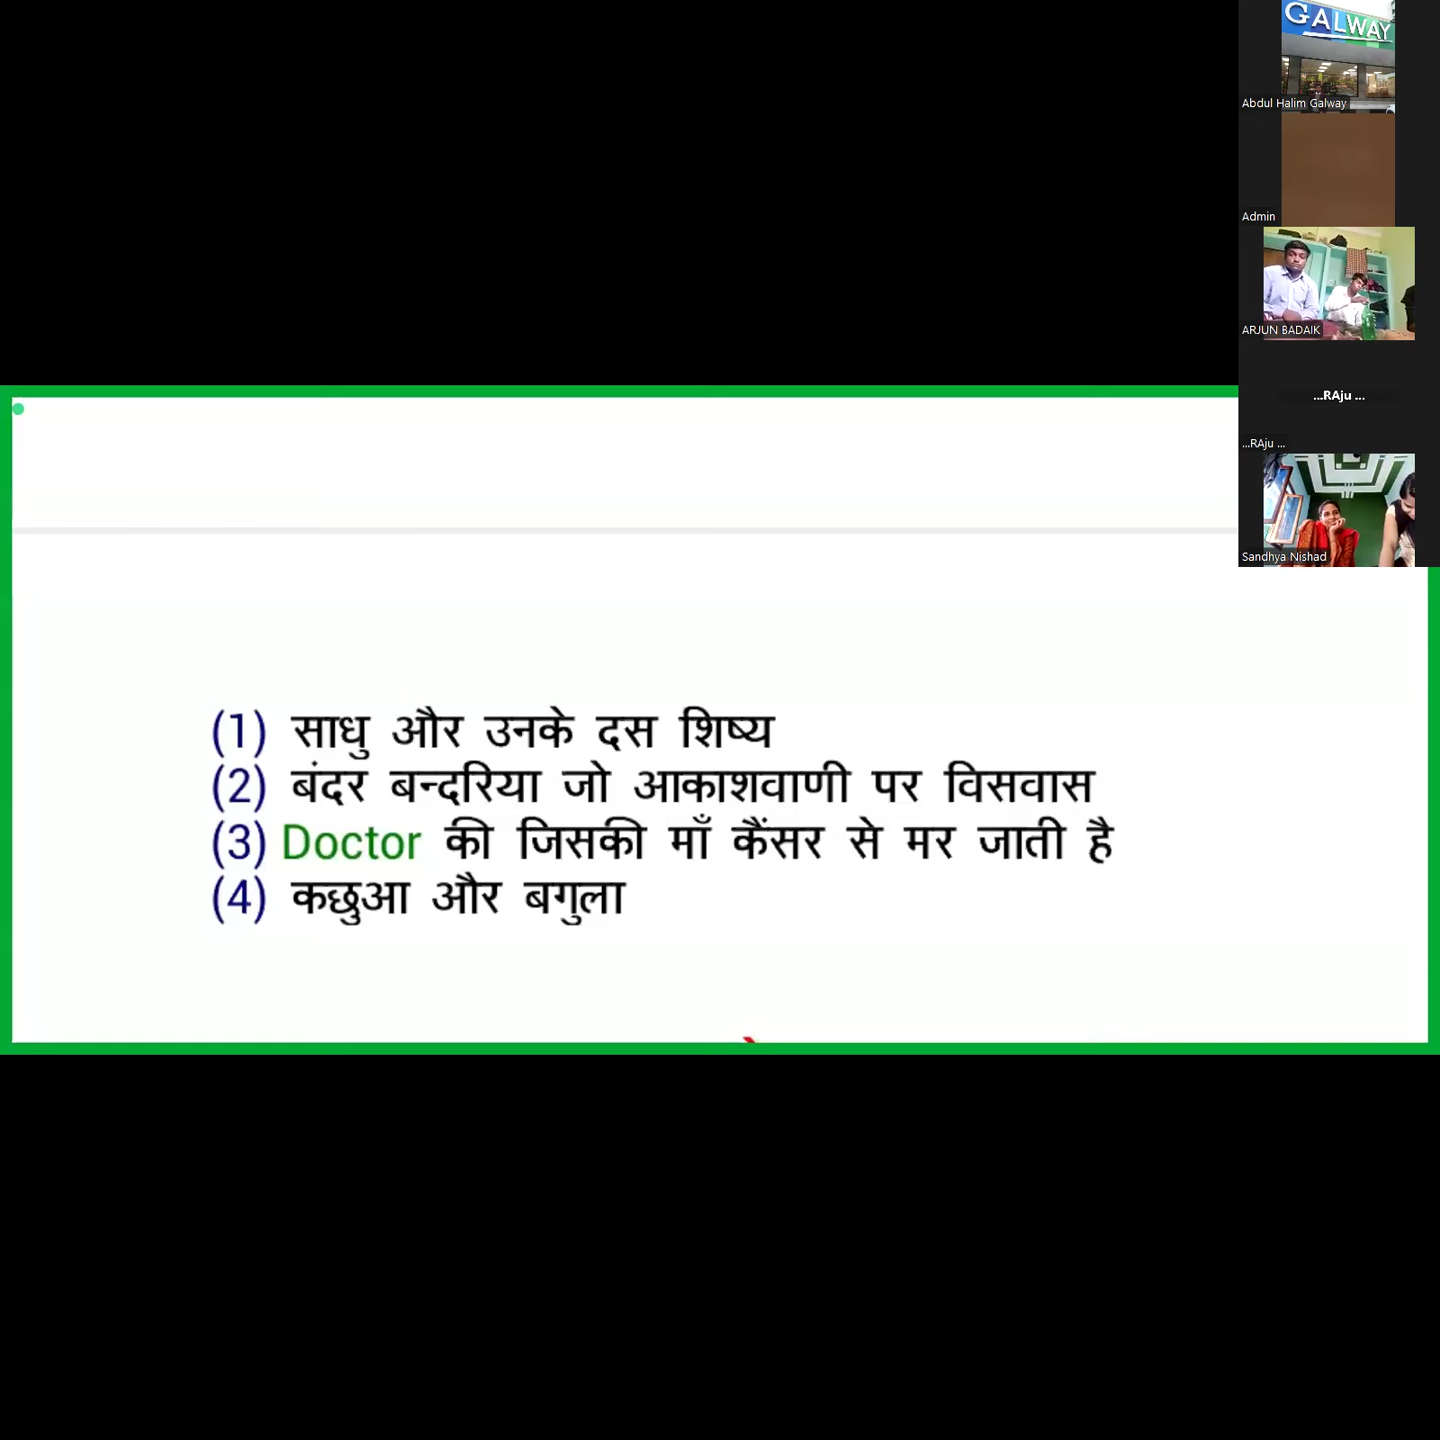 GALWAY
Abdul Halim Galway
Admin
ARJUN BADAIK
...RAju ...
...RAju ...
Sandhya Nishad
(1) साधु और उनके दस शिष्य
(2) बंदर बन्दरिया जो आकाशवाणी पर विसवास
(3) Doctor की जिसकी माँ कैंसर से मर जाती है
(4) कछुआ और बगुला